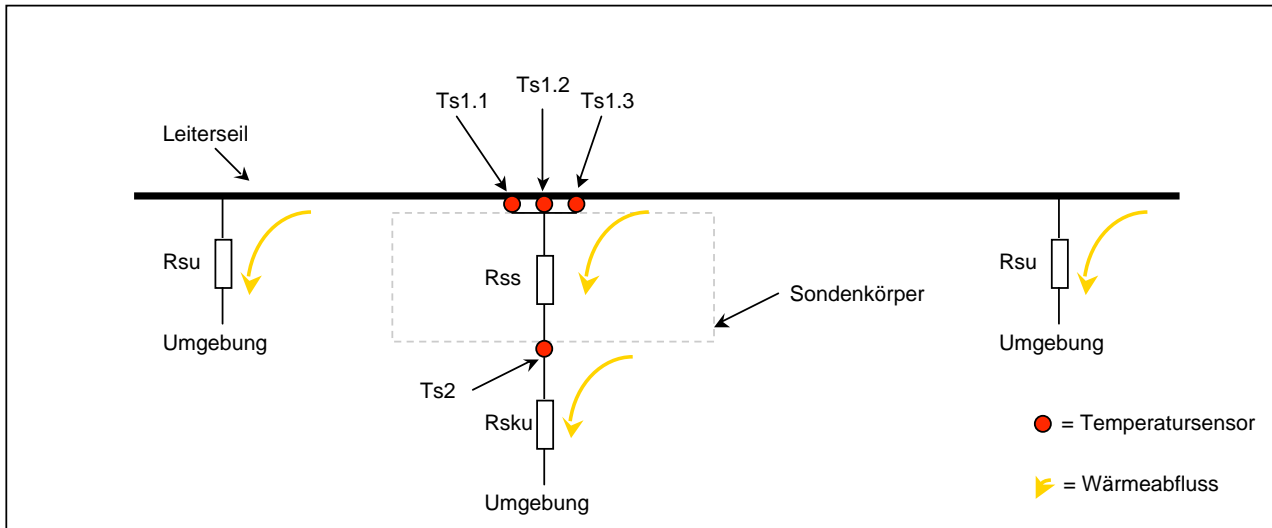 Ts1.2
Ts1.1
Ts1.3
Leiterseil
Rsu
Rss
Rsu
Sondenkörper
Umgebung
Umgebung
Ts2
Rsku
= Temperatursensor
= Wärmeabfluss
Umgebung